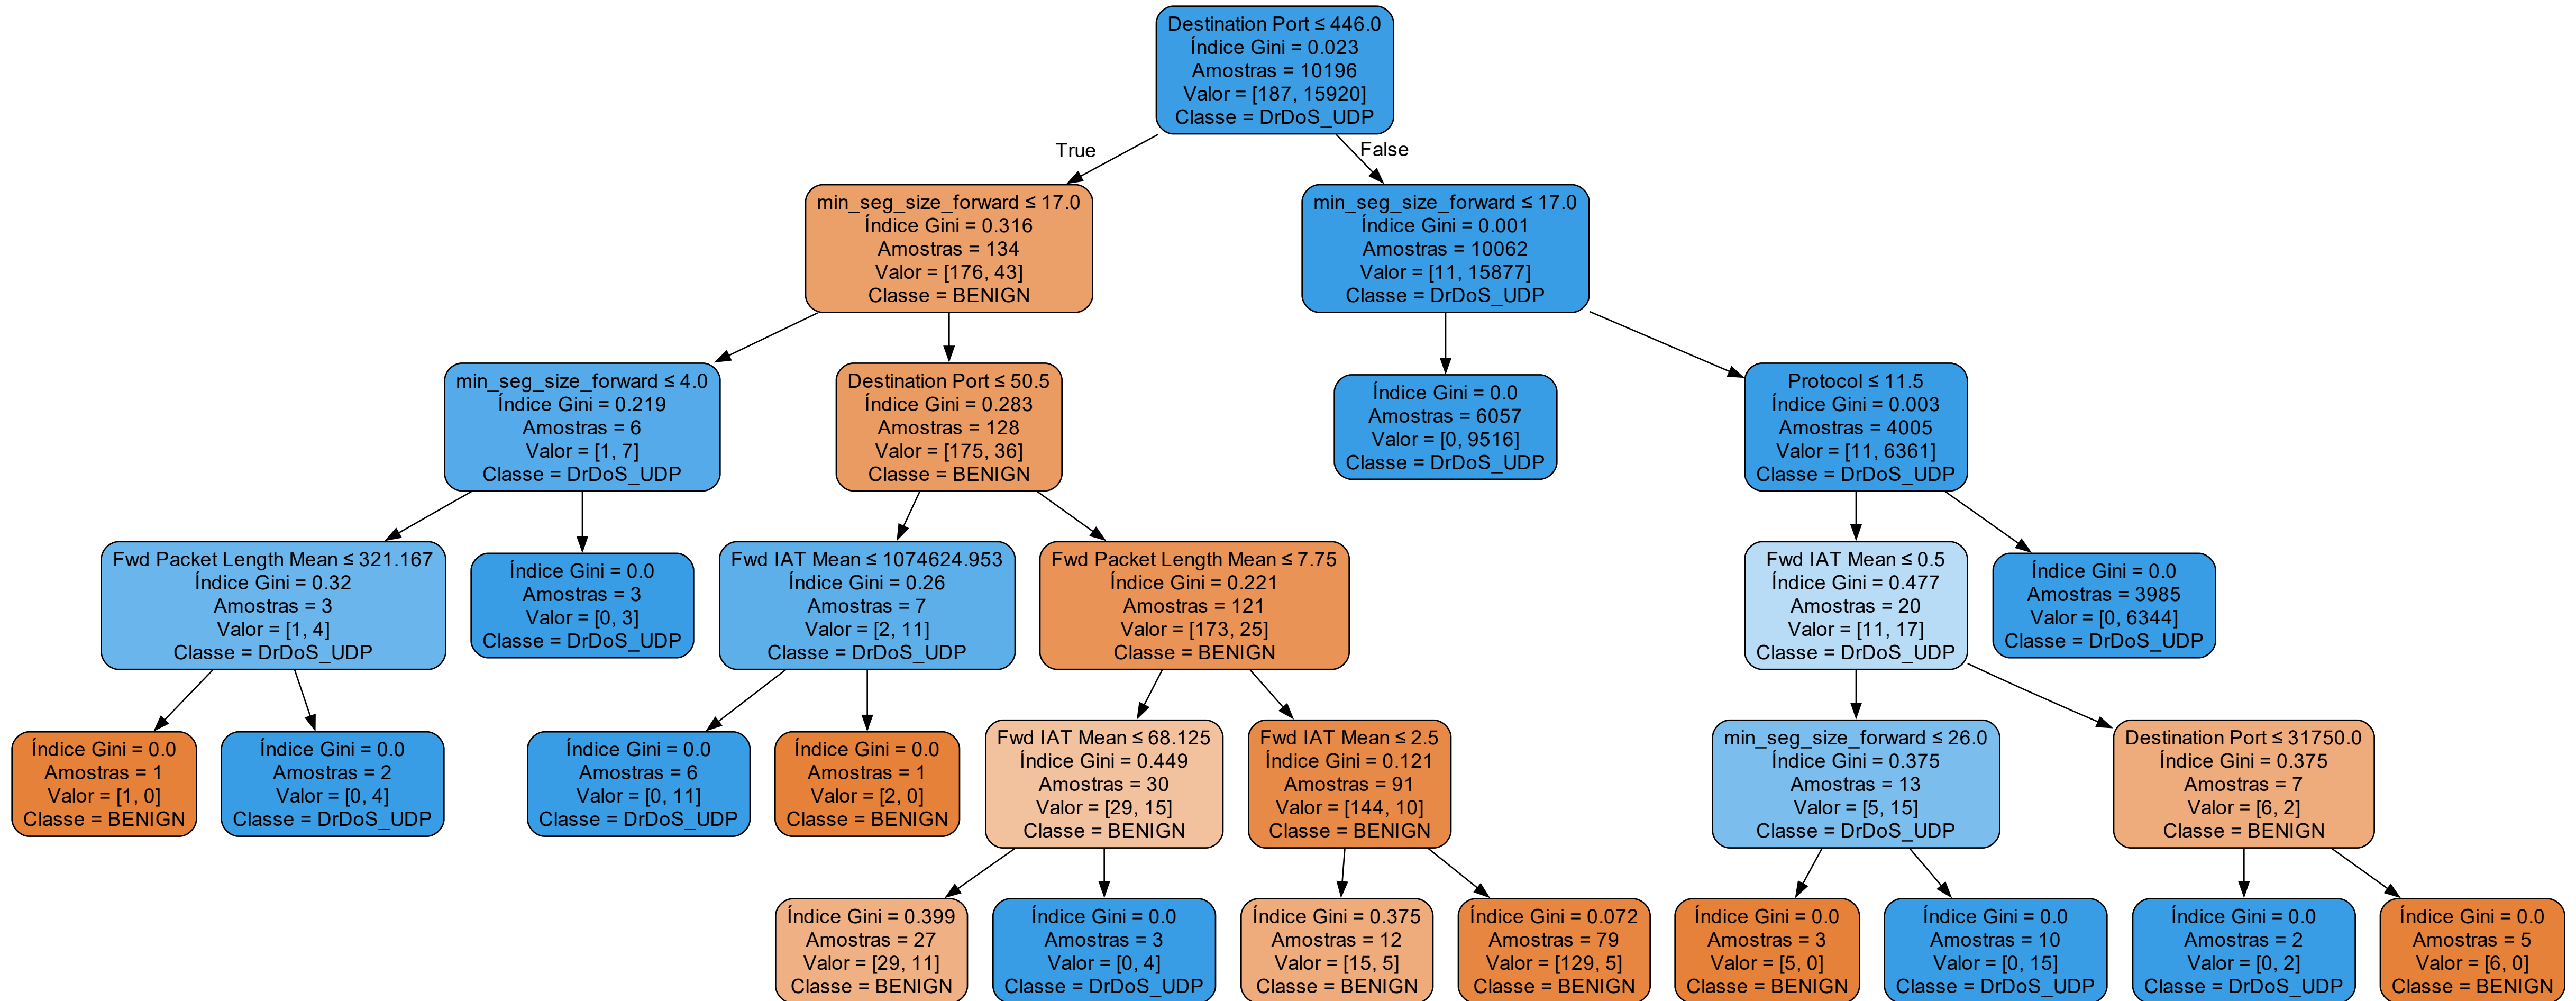 Destination Port ≤ 446.0
Índice Gini = 0.023
Amostras = 10196
Valor = [187, 15920]
Classe = DrDoS_UDP
True
False
min_seg_size_forward ≤ 17.0
Índice Gini = 0.316
Amostras = 134
Valor = [176, 43]
Classe = BENIGN
min_seg_size_forward ≤ 17.0
Índice Gini = 0.001
Amostras = 10062
Valor = [11, 15877]
Classe = DrDoS_UDP
min_seg_size_forward ≤ 4.0
Índice Gini = 0.219
Amostras = 6
Valor = [1, 7]
Classe = DrDoS_UDP
Destination Port ≤ 50.5
Índice Gini = 0.283
Amostras = 128
Valor = [175, 36]
Classe = BENIGN
Índice Gini = 0.0
Amostras = 6057
Valor = [0, 9516]
Classe = DrDoS_UDP
Protocol ≤ 11.5
Índice Gini = 0.003
Amostras = 4005
Valor = [11, 6361]
Classe = DrDoS_UDP
Fwd Packet Length Mean ≤ 321.167
Índice Gini = 0.32
Amostras = 3
Valor = [1, 4]
Classe = DrDoS_UDP
Índice Gini = 0.0
Amostras = 3
Valor = [0, 3]
Classe = DrDoS_UDP
Fwd IAT Mean ≤ 1074624.953
Índice Gini = 0.26
Amostras = 7
Valor = [2, 11]
Classe = DrDoS_UDP
Fwd Packet Length Mean ≤ 7.75
Índice Gini = 0.221
Amostras = 121
Valor = [173, 25]
Classe = BENIGN
Fwd IAT Mean ≤ 0.5
Índice Gini = 0.477
Amostras = 20
Valor = [11, 17]
Classe = DrDoS_UDP
Índice Gini = 0.0
Amostras = 3985
Valor = [0, 6344]
Classe = DrDoS_UDP
Índice Gini = 0.0
Amostras = 1
Valor = [1, 0]
Classe = BENIGN
Índice Gini = 0.0
Amostras = 2
Valor = [0, 4]
Classe = DrDoS_UDP
Índice Gini = 0.0
Amostras = 6
Valor = [0, 11]
Classe = DrDoS_UDP
Índice Gini = 0.0
Amostras = 1
Valor = [2, 0]
Classe = BENIGN
Fwd IAT Mean ≤ 68.125
Índice Gini = 0.449
Amostras = 30
Valor = [29, 15]
Classe = BENIGN
Fwd IAT Mean ≤ 2.5
Índice Gini = 0.121
Amostras = 91
Valor = [144, 10]
Classe = BENIGN
min_seg_size_forward ≤ 26.0
Índice Gini = 0.375
Amostras = 13
Valor = [5, 15]
Classe = DrDoS_UDP
Destination Port ≤ 31750.0
Índice Gini = 0.375
Amostras = 7
Valor = [6, 2]
Classe = BENIGN
Índice Gini = 0.399
Amostras = 27
Valor = [29, 11]
Classe = BENIGN
Índice Gini = 0.0
Amostras = 3
Valor = [0, 4]
Classe = DrDoS_UDP
Índice Gini = 0.375
Amostras = 12
Valor = [15, 5]
Classe = BENIGN
Índice Gini = 0.072
Amostras = 79
Valor = [129, 5]
Classe = BENIGN
Índice Gini = 0.0
Amostras = 3
Valor = [5, 0]
Classe = BENIGN
Índice Gini = 0.0
Amostras = 10
Valor = [0, 15]
Classe = DrDoS_UDP
Índice Gini = 0.0
Amostras = 2
Valor = [0, 2]
Classe = DrDoS_UDP
Índice Gini = 0.0
Amostras = 5
Valor = [6, 0]
Classe = BENIGN